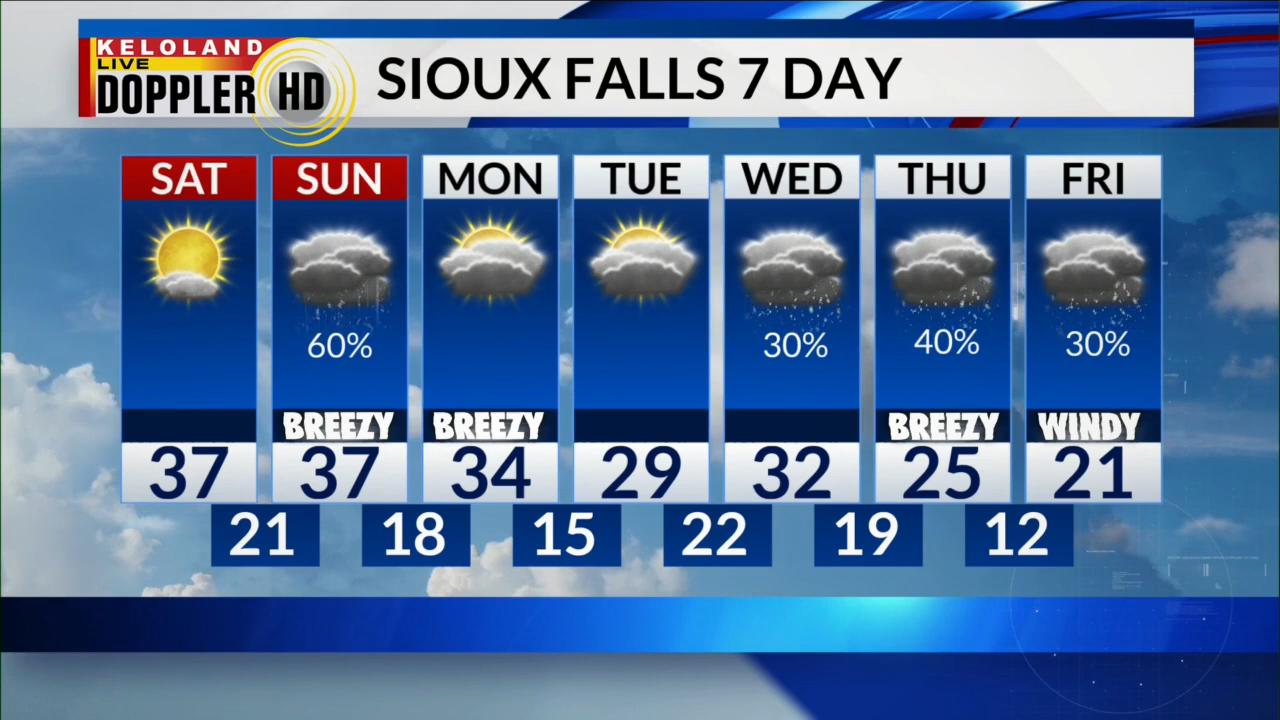 KELOLAND
LIVE
DOPPLER HD
SIOUX FALLS 7 DAY
SAT SUN MON TUE WED THU FRI
60% 30% 40% 30%
BREEZY BREEZY BREEZY WINDY
37 37 34 29 32 25 21
21 18 15 22 19 12